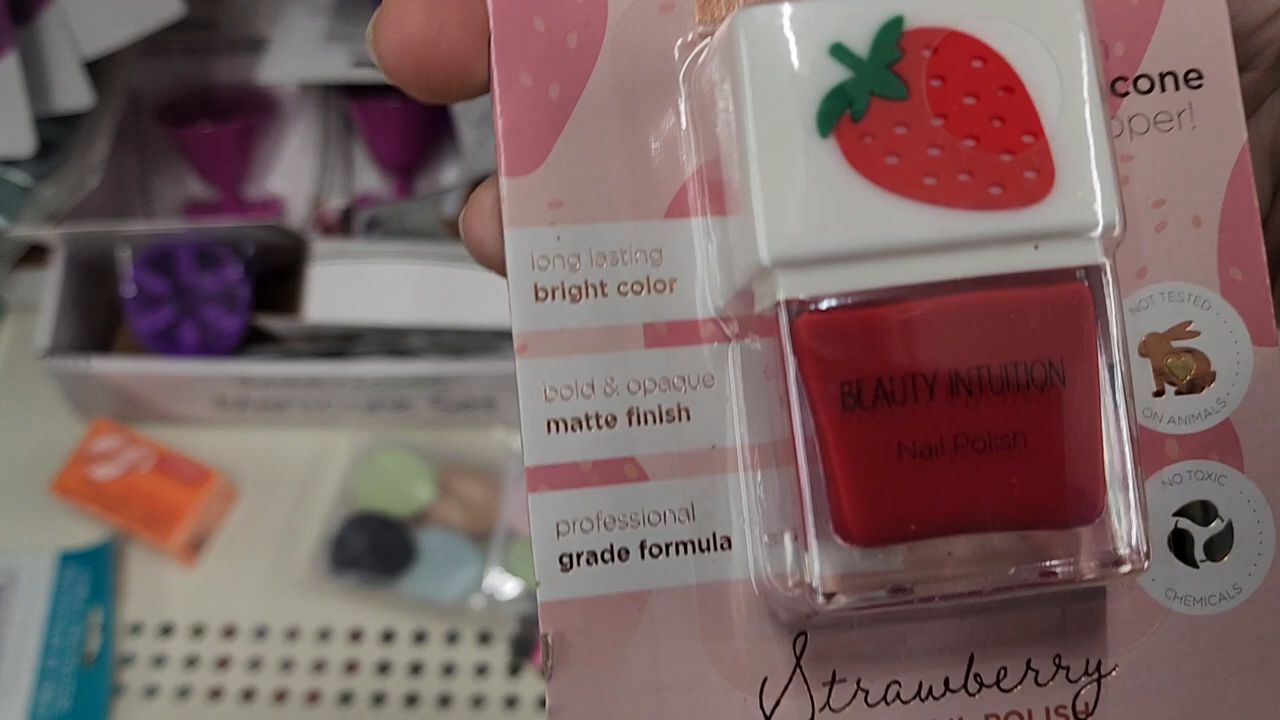 cone
pper!
long lasting
bright color
bold & opaque
matte finish
professional
grade formula
BEAUTY INTUITION
Nail Polish
NOT TESTED
ON ANIMALS
NO TOXIC
CHEMICALS
Strawberry
POLISH